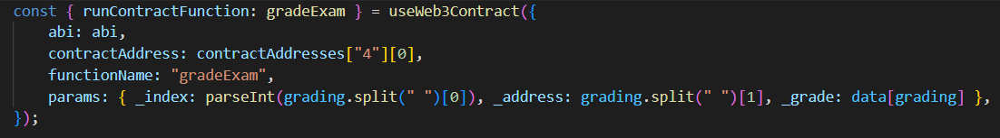 const { runContractFunction: gradeExam } = useWeb3Contract({
    abi: abi,
    contractAddress: contractAddresses["4"][0],
    functionName: "gradeExam",
    params: { _index: parseInt(grading.split(" ")[0]), _address: grading.split(" ")[1], _grade: data[grading] },
});